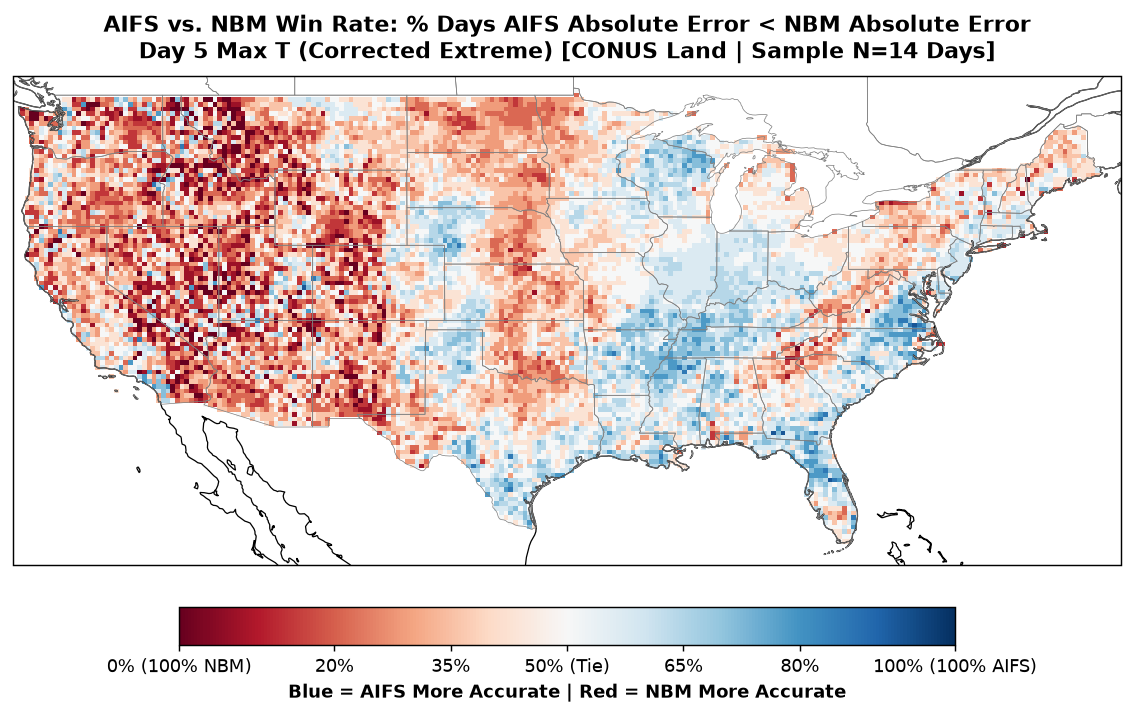 AIFS vs. NBM Win Rate: % Days AIFS Absolute Error < NBM Absolute Error
Day 5 Max T (Corrected Extreme) [CONUS Land | Sample N=14 Days]
0% (100% NBM) 20% 35% 50% (Tie) 65% 80% 100% (100% AIFS)
Blue = AIFS More Accurate | Red = NBM More Accurate